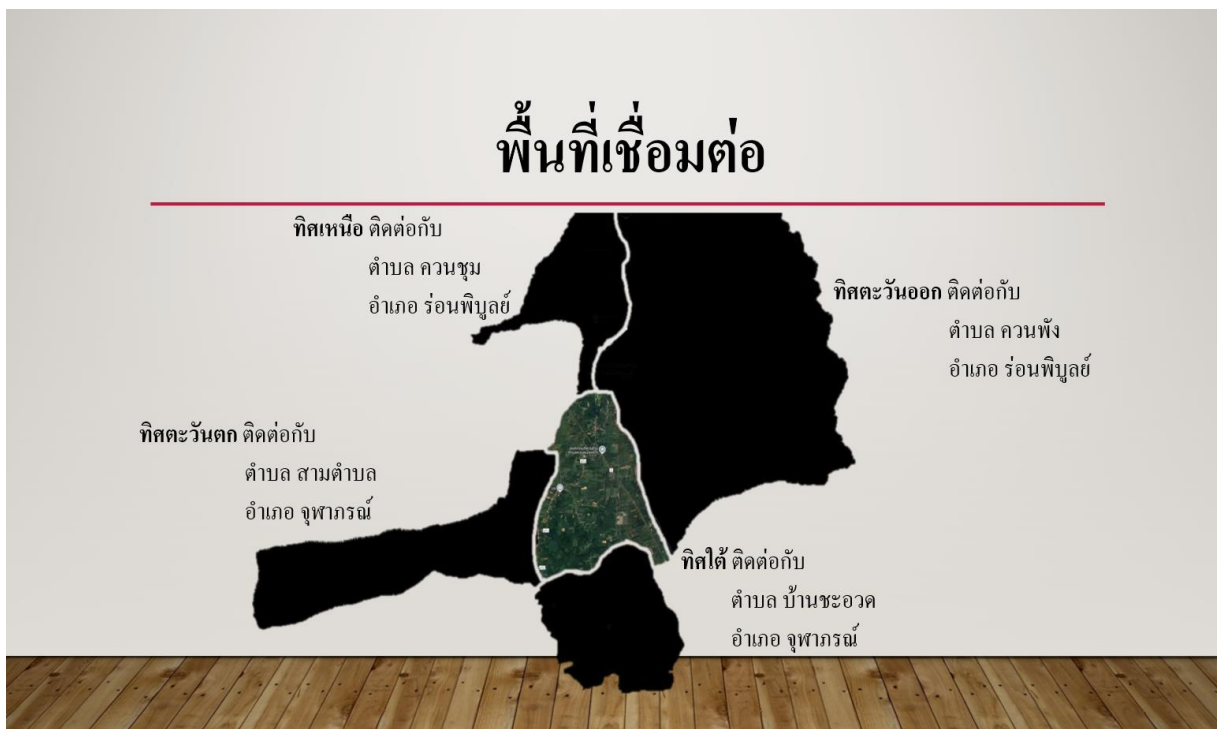 พื้นที่เชื่อมต่อ
ทิศเหนือ ติดต่อกับ
ตำบล ควนชุม
อำเภอ ร่อนพิบูลย์
ทิศตะวันออก ติดต่อกับ
ตำบล ควนพัง
อำเภอ ร่อนพิบูลย์
ทิศตะวันตก ติดต่อกับ
ตำบล สามตำบล
อำเภอ จุฬาภรณ์
ทิศใต้ ติดต่อกับ
ตำบล บ้านชะอวด
อำเภอ จุฬาภรณ์